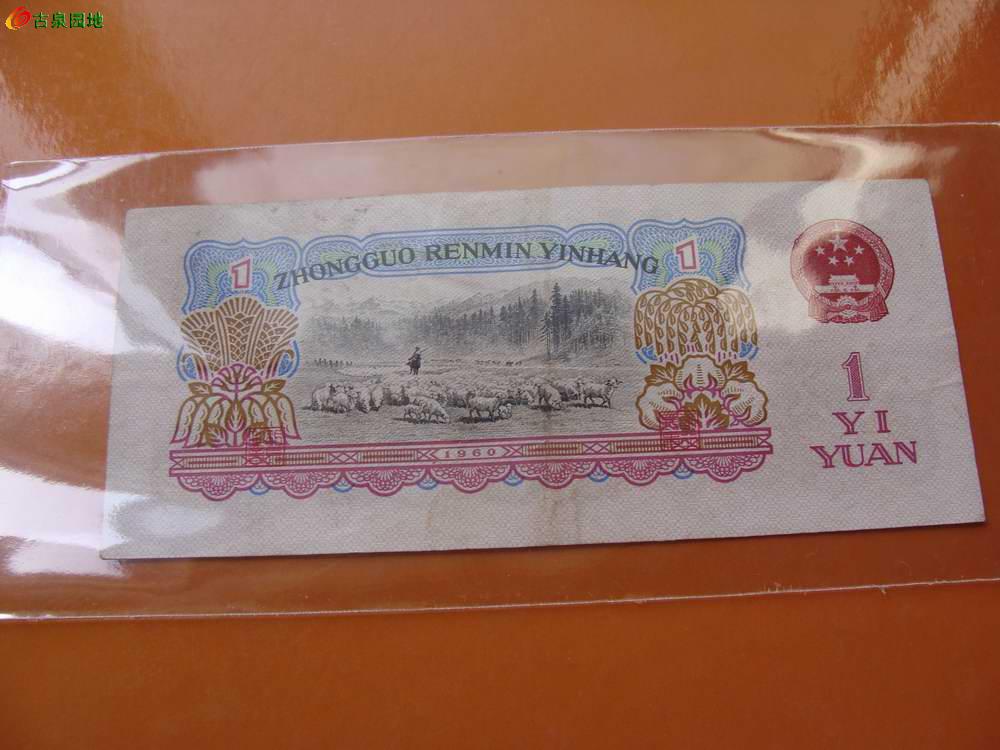 古泉园地
1
1
ZHONGGUO RENMIN YINHANG
1960
1
YI
YUAN